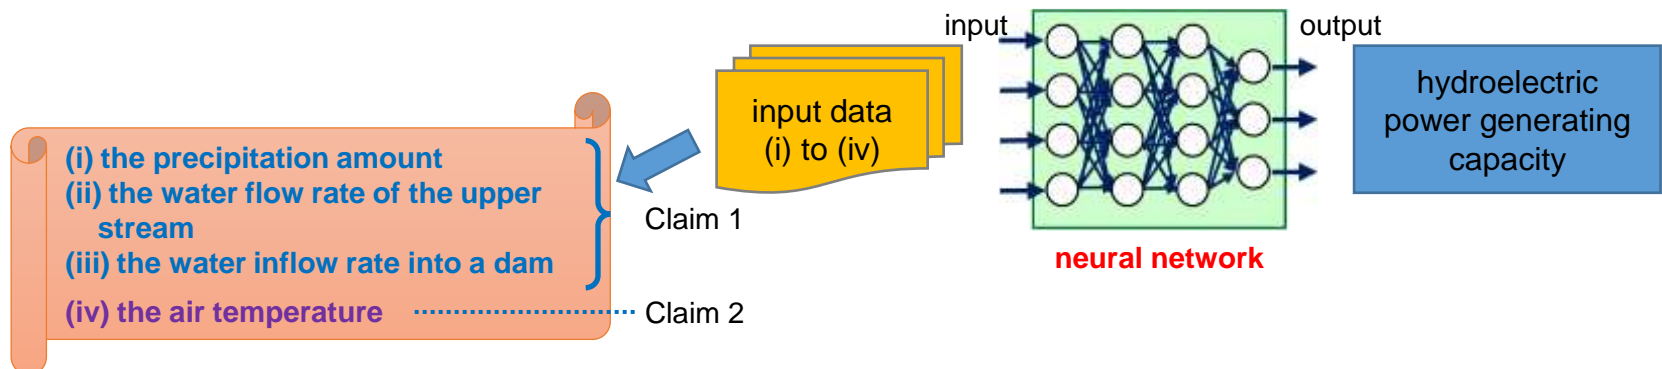 (i) the precipitation amount
(ii) the water flow rate of the upper
stream
(iii) the water inflow rate into a dam
(iv) the air temperature
Claim 1
Claim 2
input data
(i) to (iv)
input
output
neural network
hydroelectric
power generating
capacity